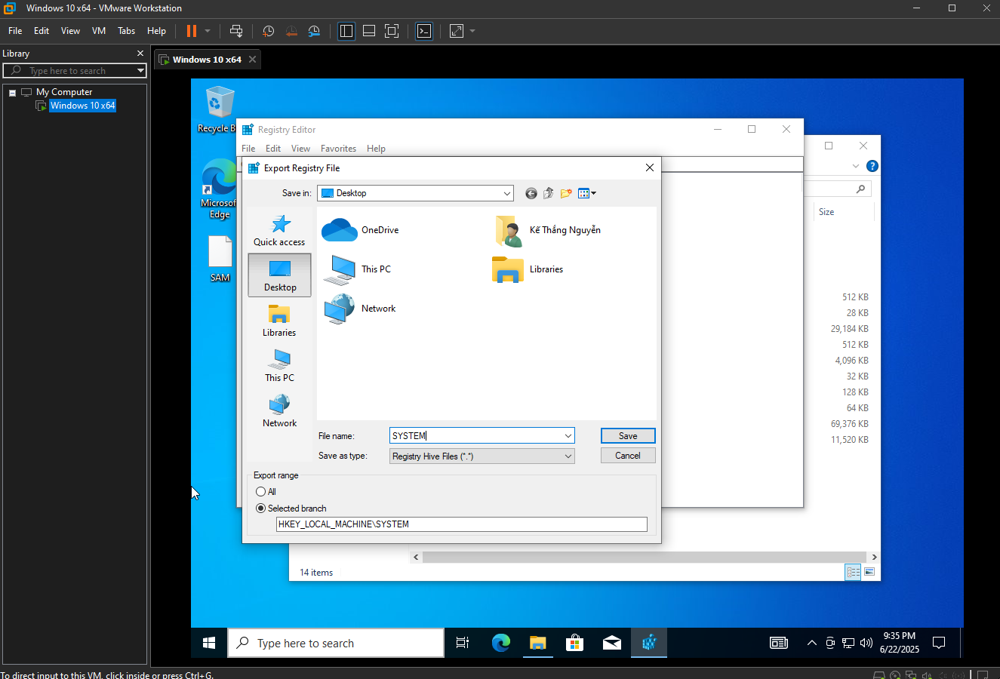 Windows 10 x64 - VMware Workstation
File Edit View VM Tabs Help
Library
Type here to search
My Computer
Windows 10 x64
Windows 10 x64
Recycle B
Microsof
Edge
SAM
Registry Editor
File Edit View Favorites Help
Export Registry File
Save in: Desktop
Quick access
Desktop
Libraries
This PC
Network
OneDrive
Kế Thắng Nguyễn
This PC
Libraries
Network
File name: SYSTEM
Save
Save as type: Registry Hive Files (*.*)
Cancel
Export range
All
Selected branch
HKEY_LOCAL_MACHINE\SYSTEM
Size
512 KB
28 KB
29,184 KB
512 KB
4,096 KB
32 KB
128 KB
64 KB
69,376 KB
11,520 KB
14 items
Type here to search
9:35 PM
6/22/2025
To direct input to this VM, click inside or press Ctrl+G.